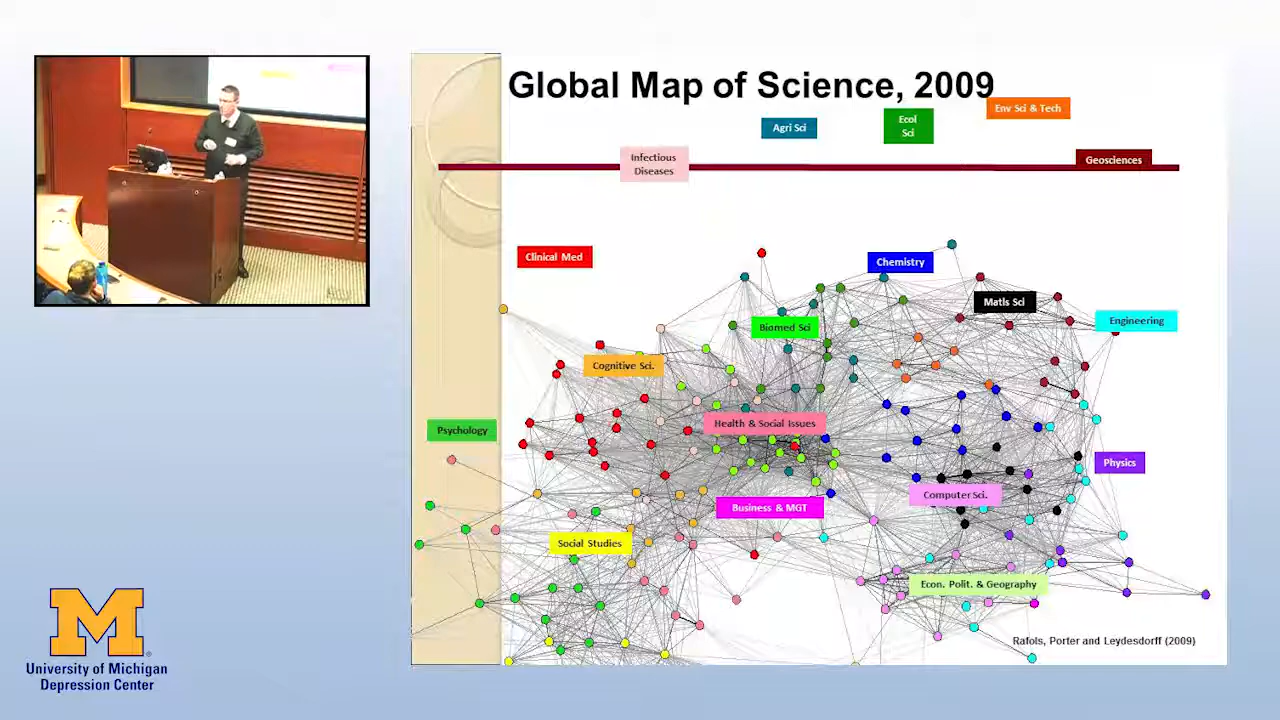 Global Map of Science, 2009
Env Sci & Tech
Agri Sci
Ecol
Sci
Infectious
Diseases
Geosciences
Clinical Med
Chemistry
Matls Sci
Engineering
Biomed Sci
Cognitive Sci.
Health & Social Issues
Psychology
Physics
Computer Sci.
Business & MGT
Social Studies
Econ. Polit. & Geography
Rafols, Porter and Leydesdorff (2009)
M
University of Michigan
Depression Center